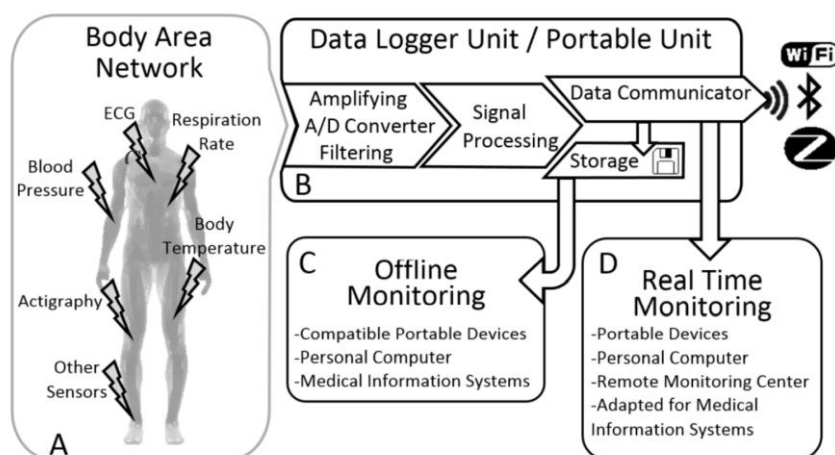 Body Area
Network
ECG
Respiration
Rate
Blood
Pressure
Body
Temperature
Actigraphy
Other
Sensors
A
Data Logger Unit / Portable Unit
Amplifying
A/D Converter
Filtering
Signal
Processing
Data Communicator
Storage
B
Wi Fi
C
Offline
Monitoring
-Compatible Portable Devices
-Personal Computer
-Medical Information Systems
D
Real Time
Monitoring
-Portable Devices
-Personal Computer
-Remote Monitoring Center
-Adapted for Medical
Information Systems